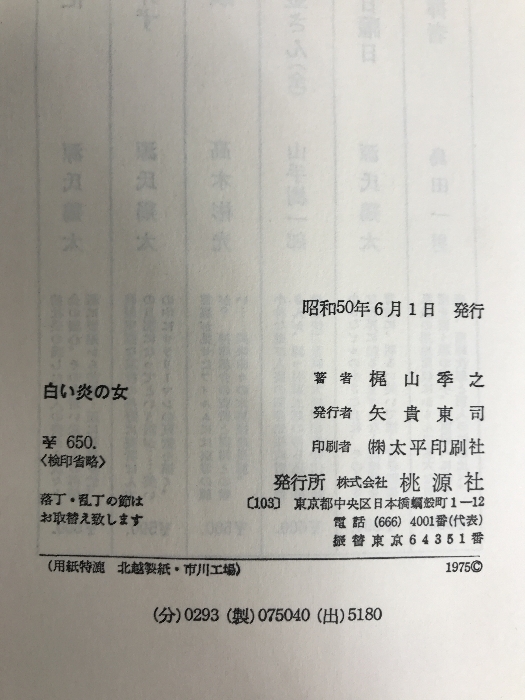 昭和50年6月1日 発行
白い炎の女
¥ 650.
〈検印省略〉
落丁・乱丁の節は
お取替え致します
著者 梶山季之
発行者 矢貴東司
印刷者 ㈱太平印刷社
発行所 株式会社 桃源社
〔103〕 東京都中央区日本橋蠣殻町1―12
電話 (666) 4001番(代表)
振替東京64351番
(用紙特漉 北越製紙・市川工場) 1975©
(分)0293 (製)075040 (出)5180